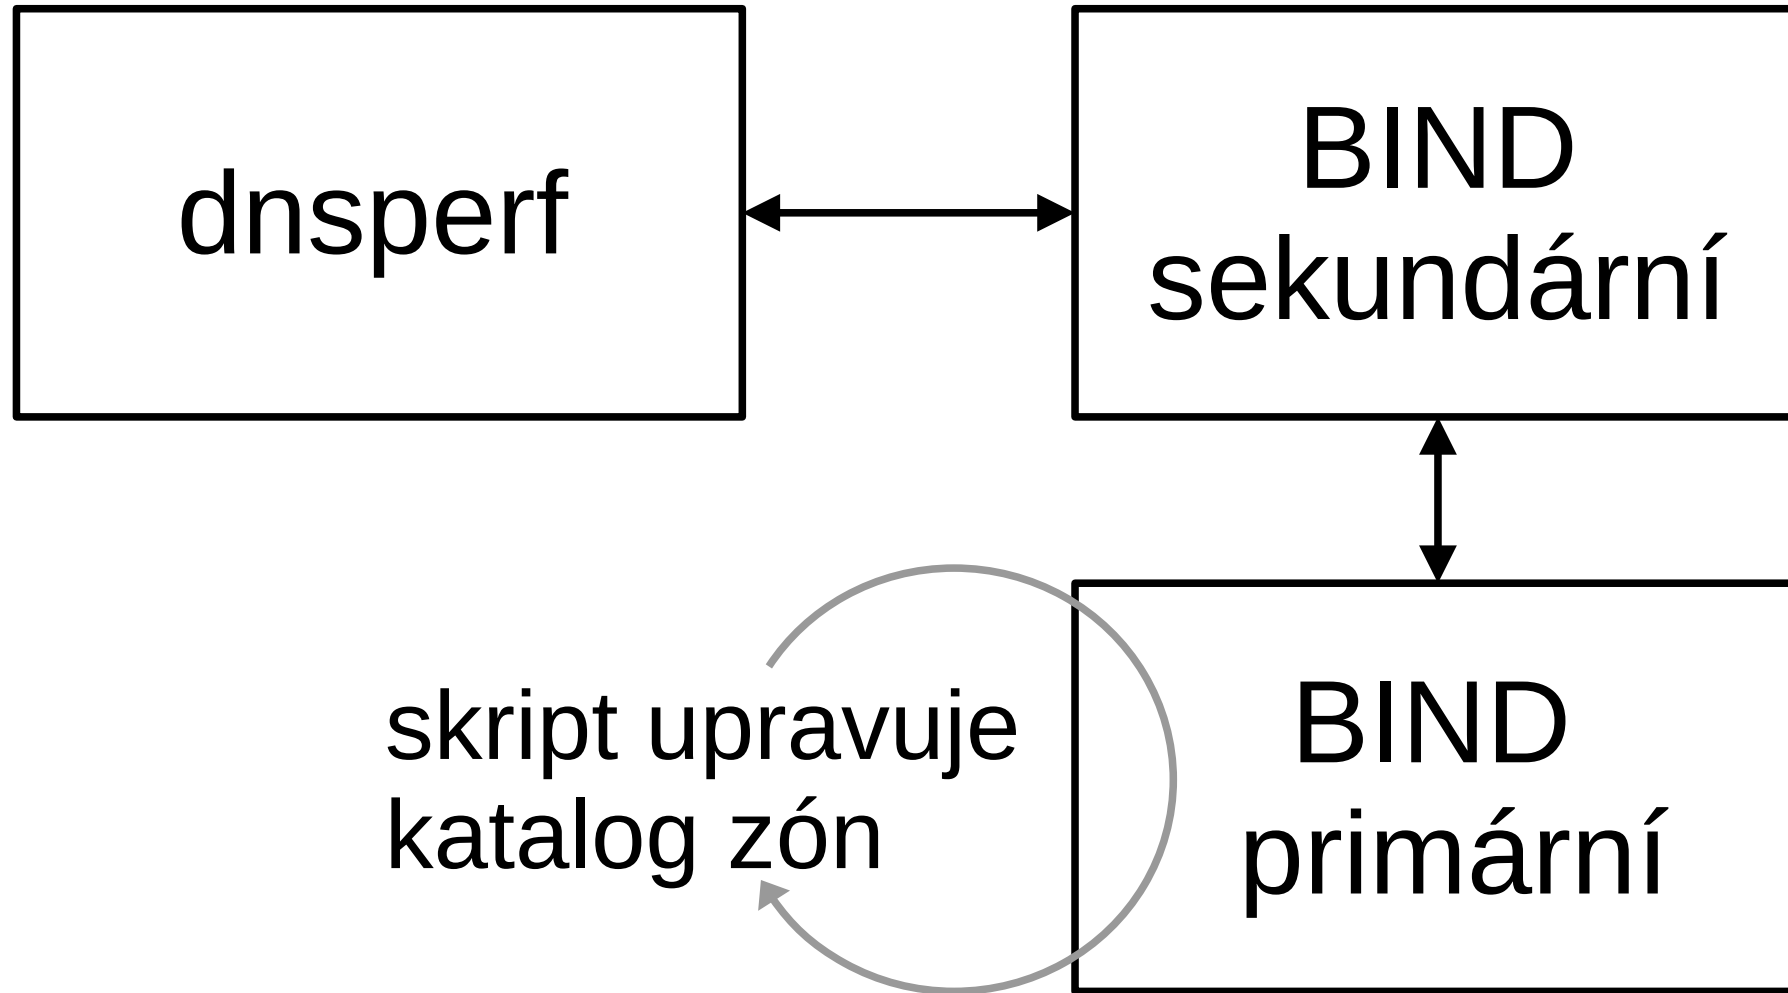 dnsperf
BIND
sekundární
skript upravuje
katalog zón
BIND
primární